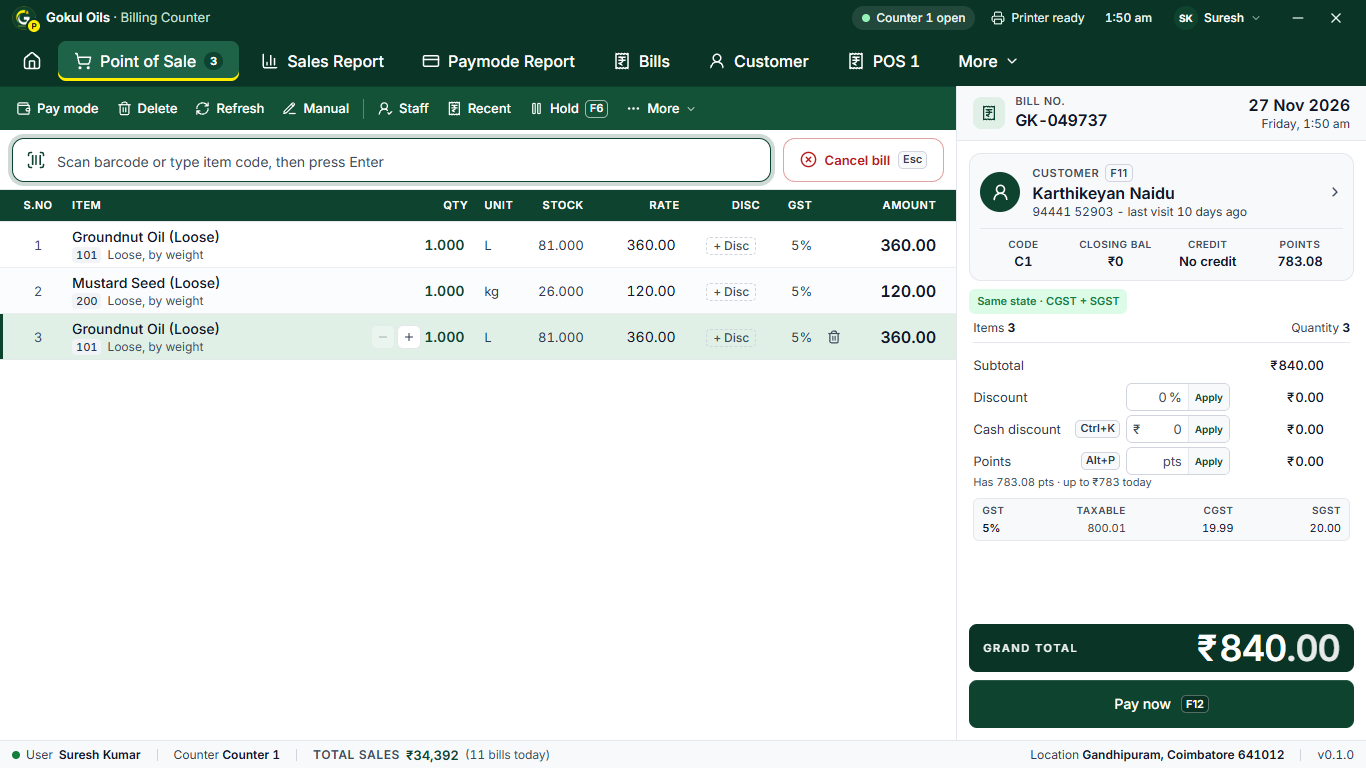 Gokul Oils · Billing Counter
Counter 1 open
Printer ready
1:50 am
SK Suresh
Point of Sale 3
Sales Report
Paymode Report
Bills
Customer
POS 1
More
Pay mode
Delete
Refresh
Manual
Staff
Recent
Hold F6
More
Scan barcode or type item code, then press Enter
Cancel bill Esc
S.NO ITEM QTY UNIT STOCK RATE DISC GST AMOUNT
1 Groundnut Oil (Loose) 1.000 L 81.000 360.00 + Disc 5% 360.00
101 Loose, by weight
2 Mustard Seed (Loose) 1.000 kg 26.000 120.00 + Disc 5% 120.00
200 Loose, by weight
3 Groundnut Oil (Loose) − + 1.000 L 81.000 360.00 + Disc 5% 360.00
101 Loose, by weight
BILL NO.
GK-049737
27 Nov 2026
Friday, 1:50 am
CUSTOMER F11
Karthikeyan Naidu
94441 52903 - last visit 10 days ago
CODE CLOSING BAL CREDIT POINTS
C1 ₹0 No credit 783.08
Same state · CGST + SGST
Items 3 Quantity 3
Subtotal ₹840.00
Discount 0 % Apply ₹0.00
Cash discount Ctrl+K ₹ 0 Apply ₹0.00
Points Alt+P pts Apply ₹0.00
Has 783.08 pts · up to ₹783 today
GST TAXABLE CGST SGST
5% 800.01 19.99 20.00
GRAND TOTAL ₹840.00
Pay now F12
User Suresh Kumar
Counter Counter 1
TOTAL SALES ₹34,392 (11 bills today)
Location Gandhipuram, Coimbatore 641012
v0.1.0